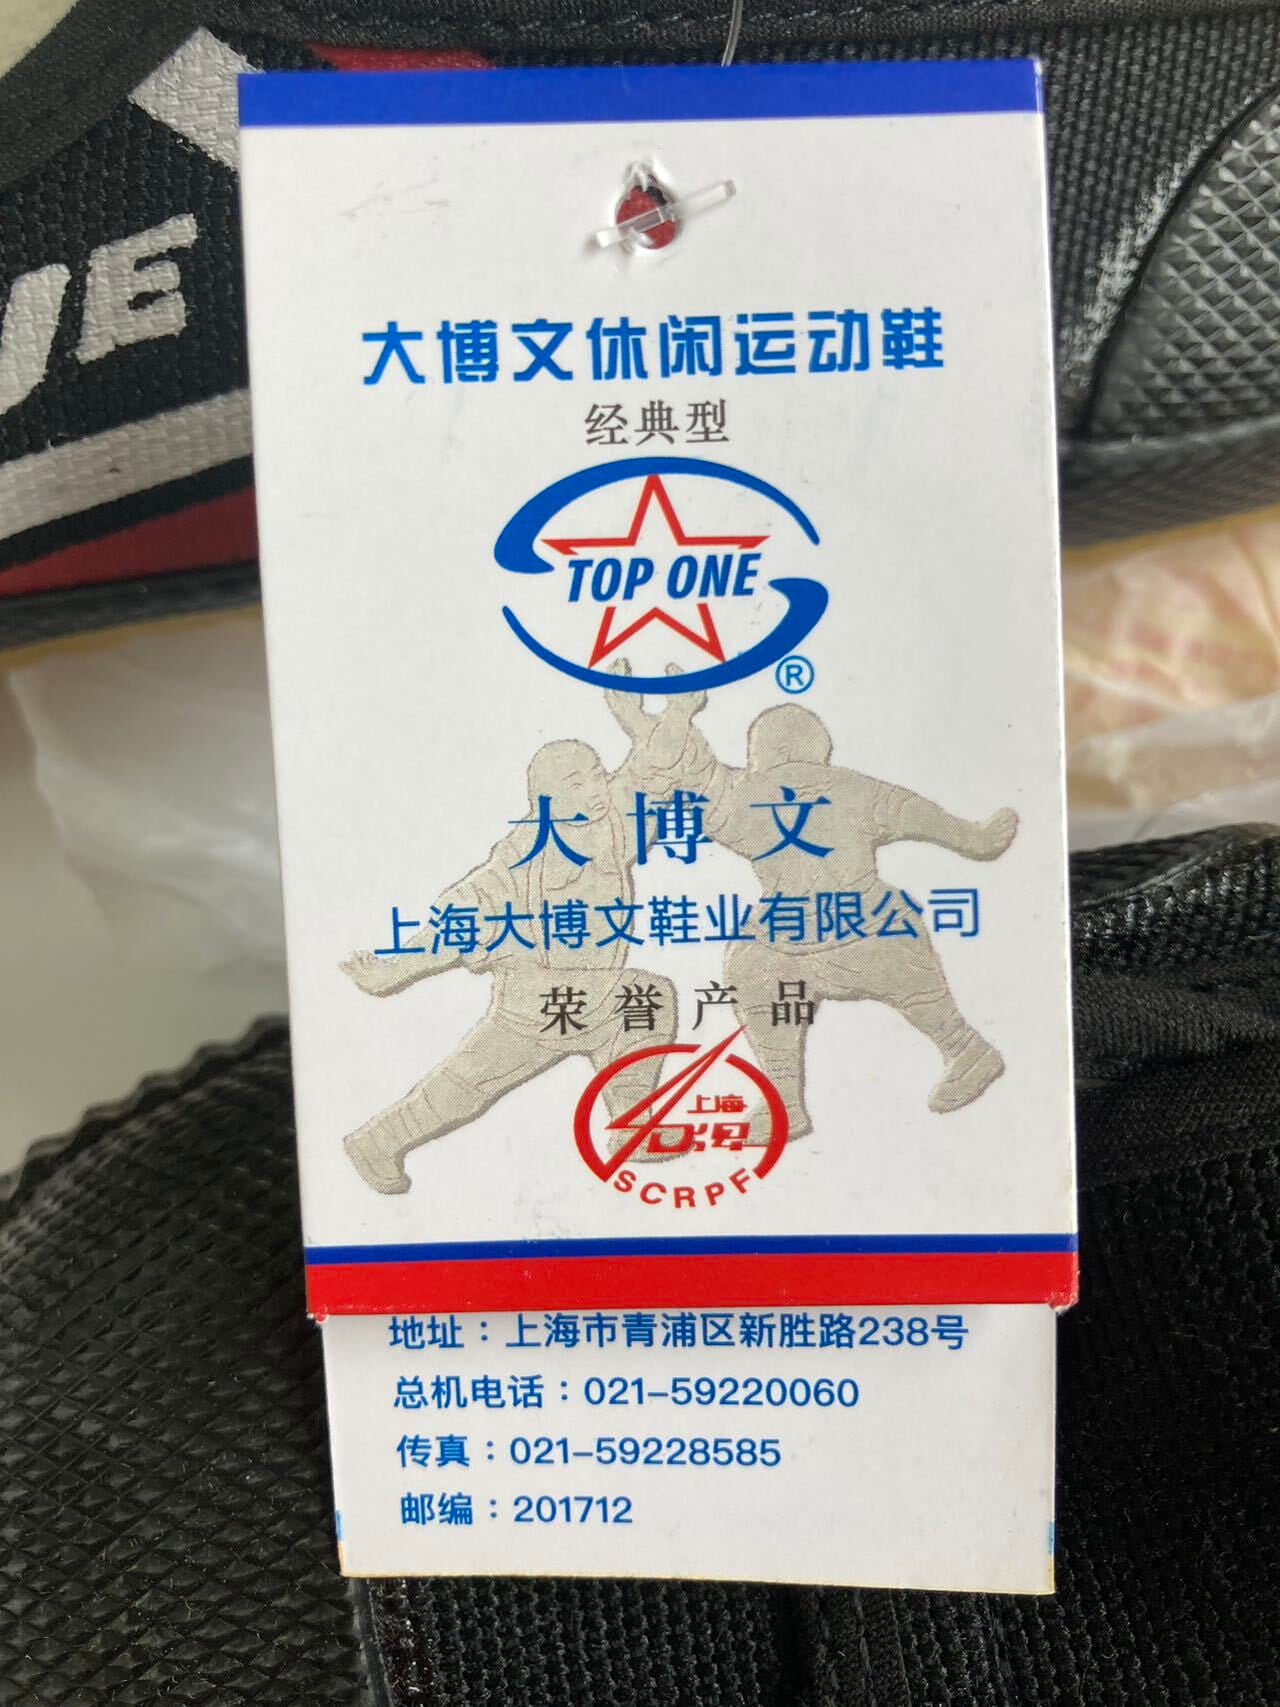 VE
大博文休闲运动鞋
经典型
TOP ONE
®
大博文
上海大博文鞋业有限公司
荣誉产品
上海
名牌
SCRPF
地址：上海市青浦区新胜路238号
总机电话：021-59220060
传真：021-59228585
邮编：201712